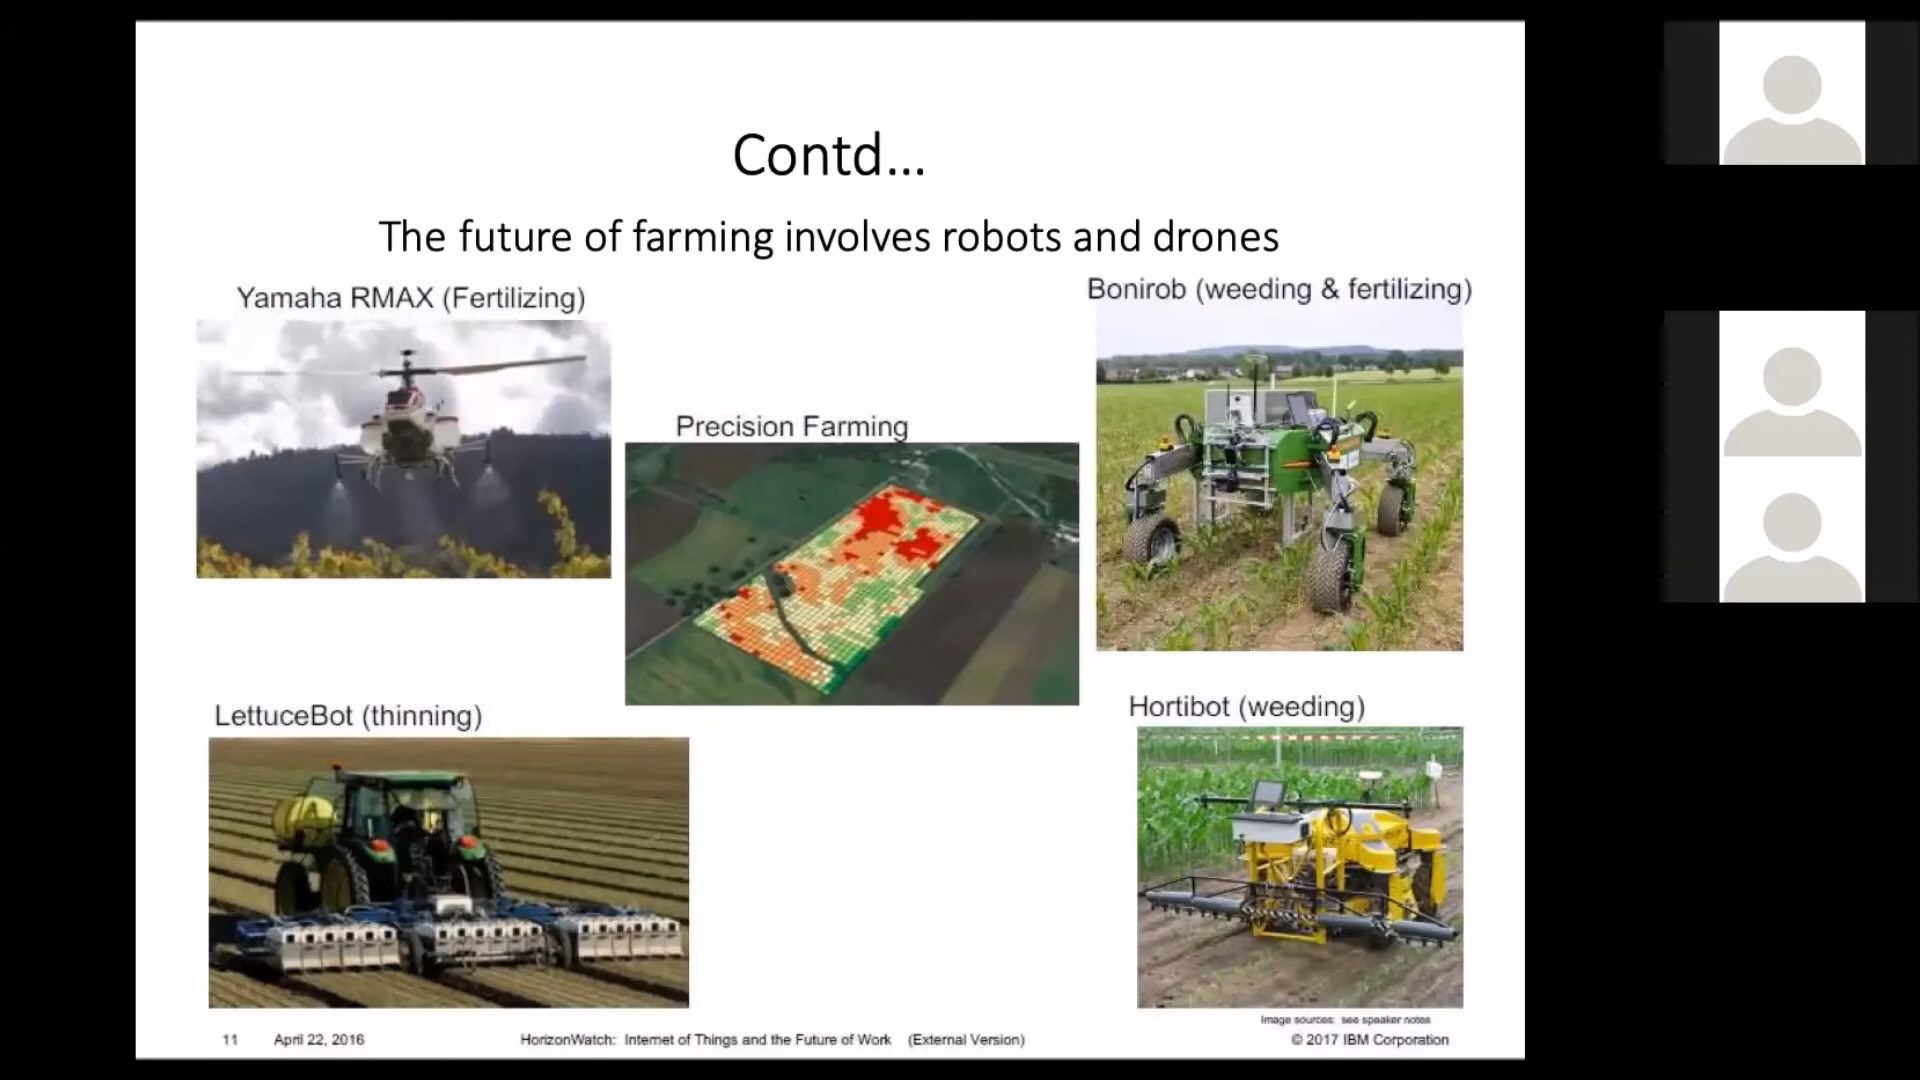 Contd...
The future of farming involves robots and drones
Yamaha RMAX (Fertilizing)
Bonirob (weeding & fertilizing)
Precision Farming
LettuceBot (thinning)
Hortibot (weeding)
Image sources: see speaker notes
11 April 22, 2016 HorizonWatch: Internet of Things and the Future of Work (External Version) © 2017 IBM Corporation